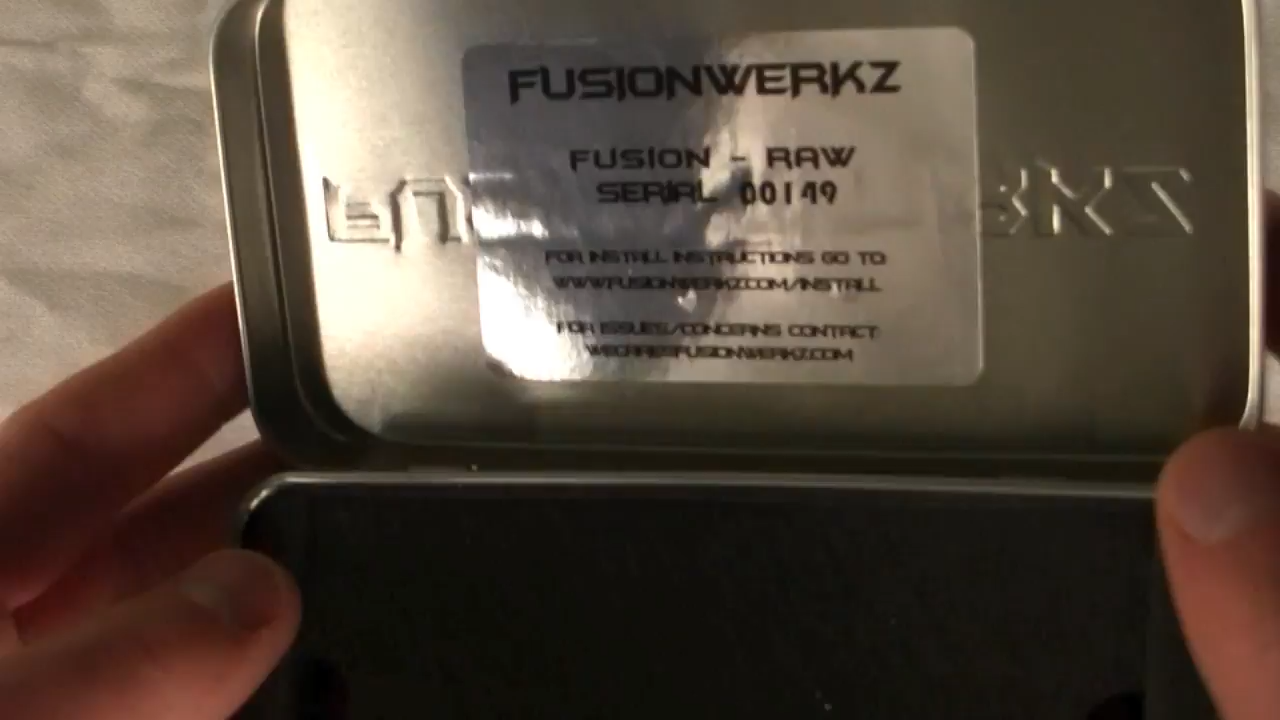 FUSIONWERKZ
FUSION - RAW
SERIAL 00149
FOR INSTALL INSTRUCTIONS GO TO:
WWW.FUSIONWERKZ.COM/INSTALL
FOR ISSUES/CONCERNS CONTACT: